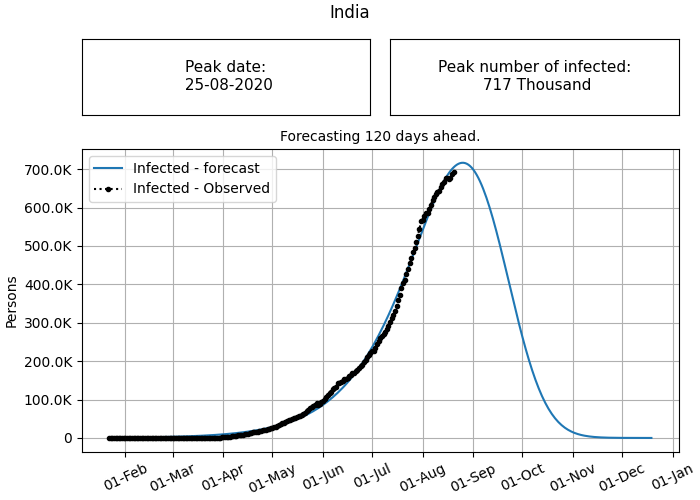 India
Peak date:
25-08-2020
Peak number of infected:
717 Thousand
Forecasting 120 days ahead.
Infected - forecast
Infected - Observed
700.0K
600.0K
500.0K
400.0K
300.0K
200.0K
100.0K
0
Persons
01-Feb
01-Mar
01-Apr
01-May
01-Jun
01-Jul
01-Aug
01-Sep
01-Oct
01-Nov
01-Dec
01-Jan